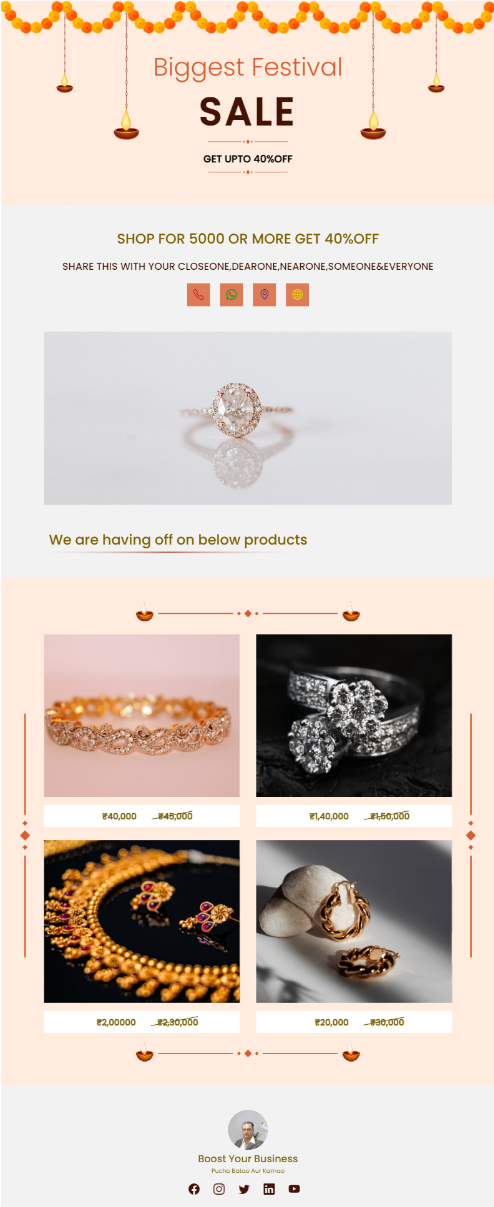 Biggest Festival
SALE
GET UPTO 40%OFF
SHOP FOR 5000 OR MORE GET 40%OFF
SHARE THIS WITH YOUR CLOSEONE,DEARONE,NEARONE,SOMEONE&EVERYONE
We are having off on below products
₹40,000 ₹45,000
₹1,40,000 ₹1,50,000
₹2,00000 ₹2,30,000
₹20,000 ₹30,000
Boost Your Business
Pucho Batao Aur Kamao